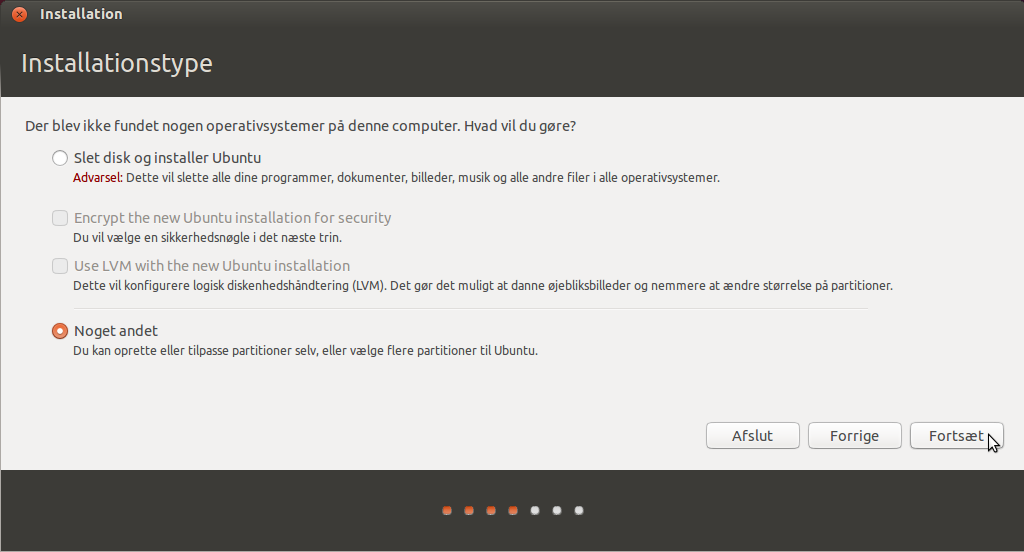 Installation
Installationstype
Der blev ikke fundet nogen operativsystemer på denne computer. Hvad vil du gøre?
Slet disk og installer Ubuntu
Advarsel: Dette vil slette alle dine programmer, dokumenter, billeder, musik og alle andre filer i alle operativsystemer.
Encrypt the new Ubuntu installation for security
Du vil vælge en sikkerhedsnøgle i det næste trin.
Use LVM with the new Ubuntu installation
Dette vil konfigurere logisk diskenhedshåndtering (LVM). Det gør det muligt at danne øjebliksbilleder og nemmere at ændre størrelse på partitioner.
Noget andet
Du kan oprette eller tilpasse partitioner selv, eller vælge flere partitioner til Ubuntu.
Afslut Forrige Fortsæt